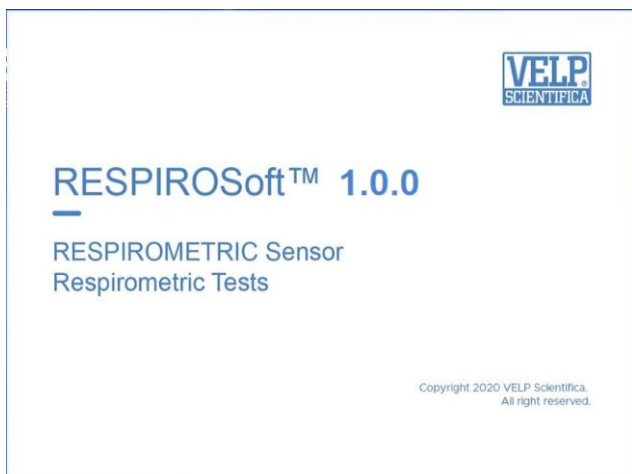 VELP®
SCIENTIFICA
RESPIROSoft™ 1.0.0
RESPIROMETRIC Sensor
Respirometric Tests
Copyright 2020 VELP Scientifica.
All right reserved.